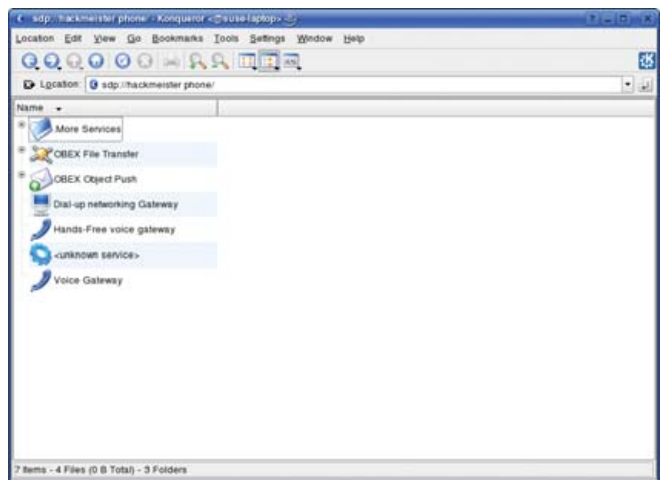 sdp://hackmeister phone/ - Konqueror <@suse-laptop>
Location Edit View Go Bookmarks Tools Settings Window Help
Location: sdp://hackmeister phone/
Name
More Services
OBEX File Transfer
OBEX Object Push
Dial-up networking Gateway
Hands-Free voice gateway
<unknown service>
Voice Gateway
7 Items - 4 Files (0 B Total) - 3 Folders